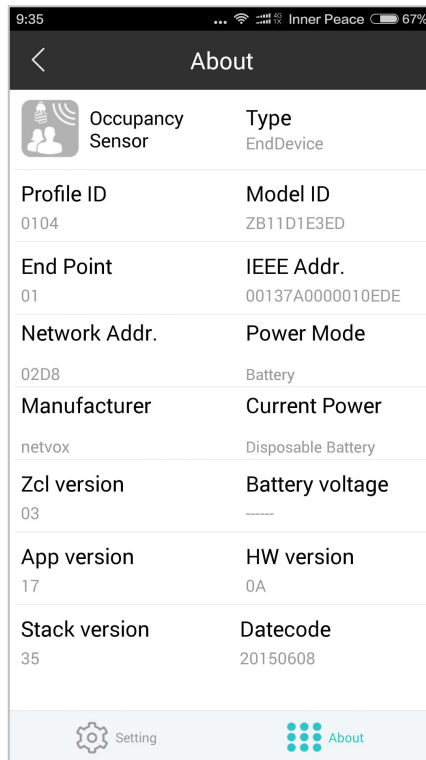 9:35 ... 4G 1X Inner Peace 67%
About
Occupancy Type
Sensor EndDevice
Profile ID Model ID
0104 ZB11D1E3ED
End Point IEEE Addr.
01 00137A0000010EDE
Network Addr. Power Mode
02D8 Battery
Manufacturer Current Power
netvox Disposable Battery
Zcl version Battery voltage
03 ------
App version HW version
17 0A
Stack version Datecode
35 20150608
Setting About